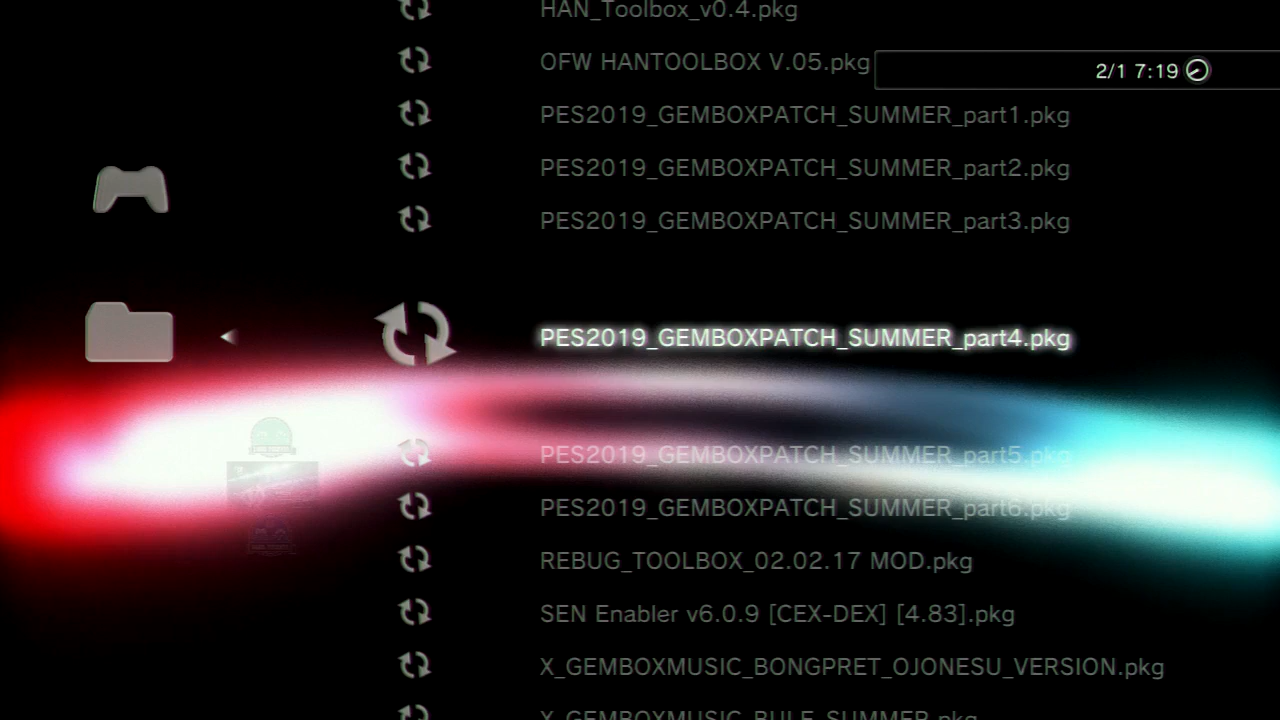 HAN_Toolbox_v0.4.pkg
OFW HANTOOLBOX V.05.pkg
2/1 7:19
PES2019_GEMBOXPATCH_SUMMER_part1.pkg
PES2019_GEMBOXPATCH_SUMMER_part2.pkg
PES2019_GEMBOXPATCH_SUMMER_part3.pkg
PES2019_GEMBOXPATCH_SUMMER_part4.pkg
PES2019_GEMBOXPATCH_SUMMER_part5.pkg
PES2019_GEMBOXPATCH_SUMMER_part6.pkg
REBUG_TOOLBOX_02.02.17 MOD.pkg
SEN Enabler v6.0.9 [CEX-DEX] [4.83].pkg
X_GEMBOXMUSIC_BONGPRET_OJONESU_VERSION.pkg
X_GEMBOXMUSIC_BULE_SUMMER.pkg